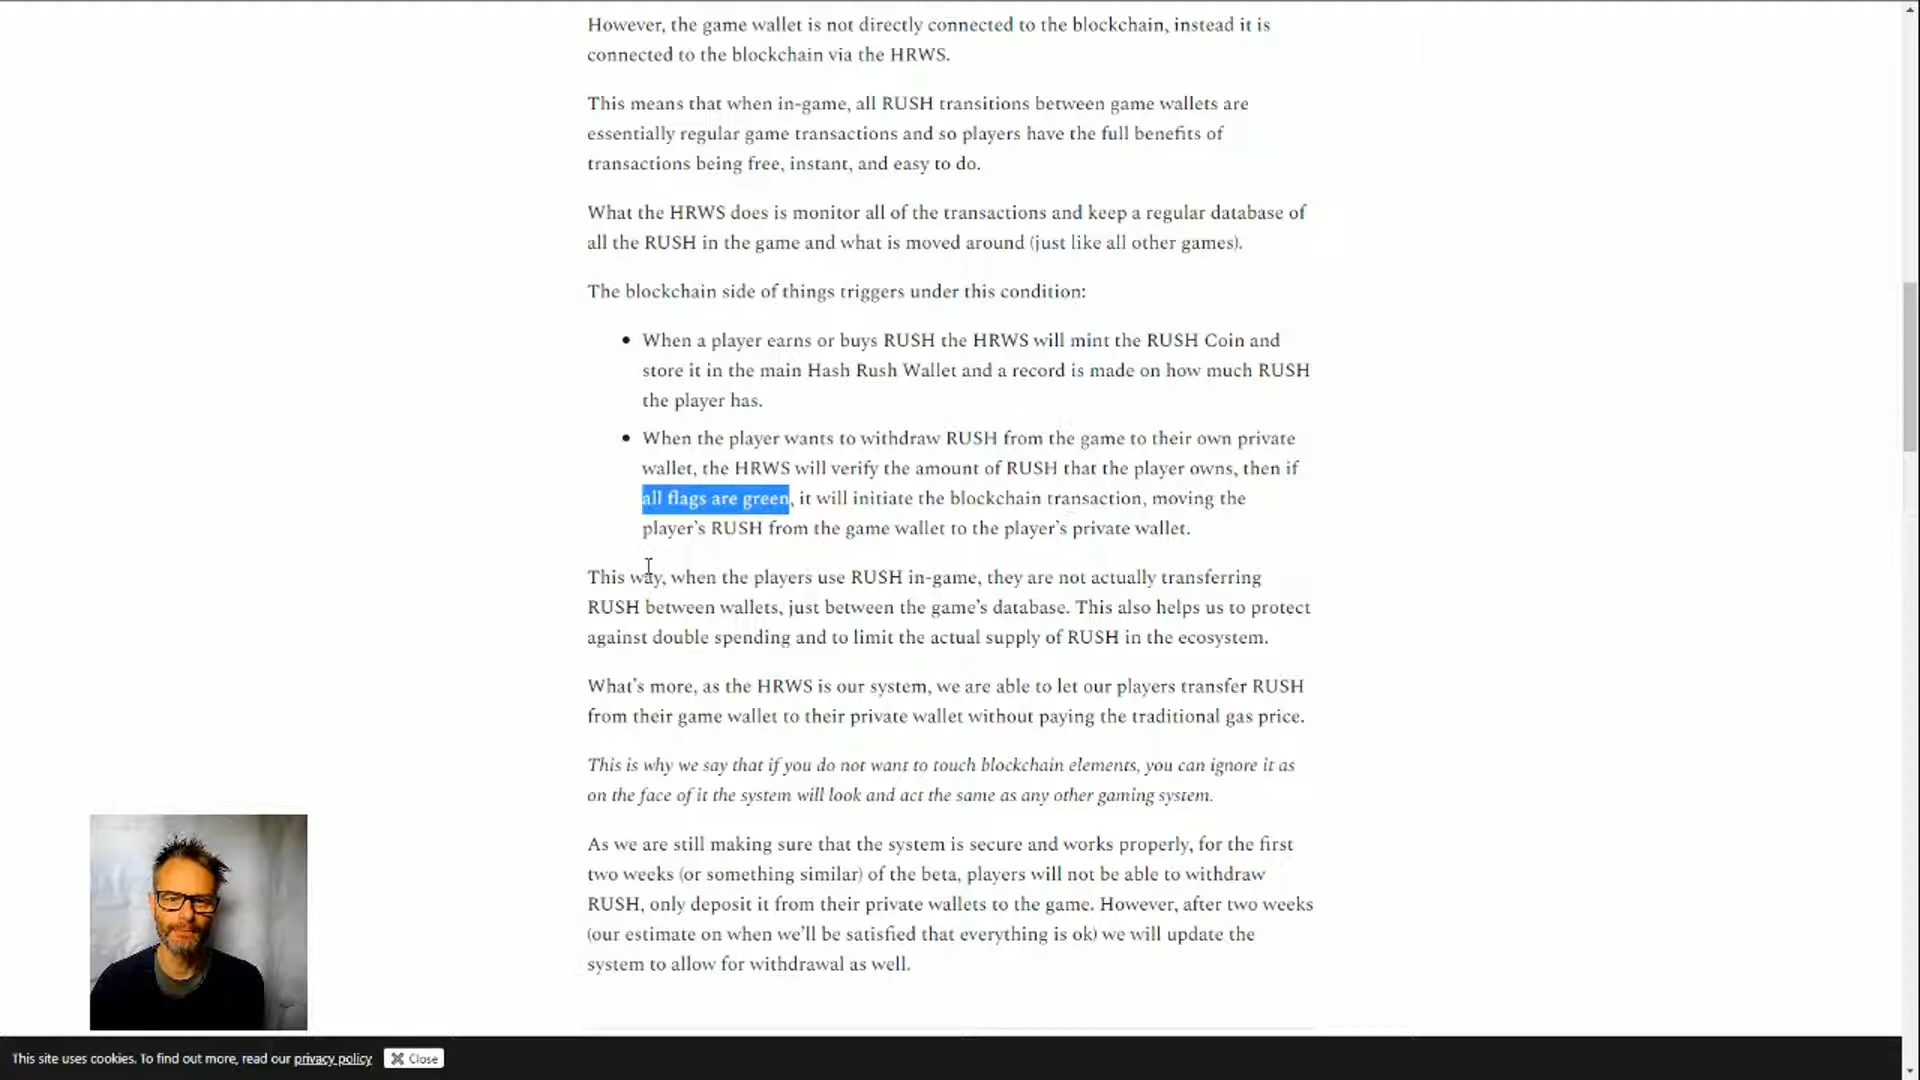 However, the game wallet is not directly connected to the blockchain, instead it is
connected to the blockchain via the HRWS.
This means that when in-game, all RUSH transitions between game wallets are
essentially regular game transactions and so players have the full benefits of
transactions being free, instant, and easy to do.
What the HRWS does is monitor all of the transactions and keep a regular database of
all the RUSH in the game and what is moved around (just like all other games).
The blockchain side of things triggers under this condition:
• When a player earns or buys RUSH the HRWS will mint the RUSH Coin and
store it in the main Hash Rush Wallet and a record is made on how much RUSH
the player has.
• When the player wants to withdraw RUSH from the game to their own private
wallet, the HRWS will verify the amount of RUSH that the player owns, then if
all flags are green, it will initiate the blockchain transaction, moving the
player’s RUSH from the game wallet to the player’s private wallet.
This way, when the players use RUSH in-game, they are not actually transferring
RUSH between wallets, just between the game’s database. This also helps us to protect
against double spending and to limit the actual supply of RUSH in the ecosystem.
What’s more, as the HRWS is our system, we are able to let our players transfer RUSH
from their game wallet to their private wallet without paying the traditional gas price.
This is why we say that if you do not want to touch blockchain elements, you can ignore it as
on the face of it the system will look and act the same as any other gaming system.
As we are still making sure that the system is secure and works properly, for the first
two weeks (or something similar) of the beta, players will not be able to withdraw
RUSH, only deposit it from their private wallets to the game. However, after two weeks
(our estimate on when we’ll be satisfied that everything is ok) we will update the
system to allow for withdrawal as well.
This site uses cookies. To find out more, read our privacy policy Close